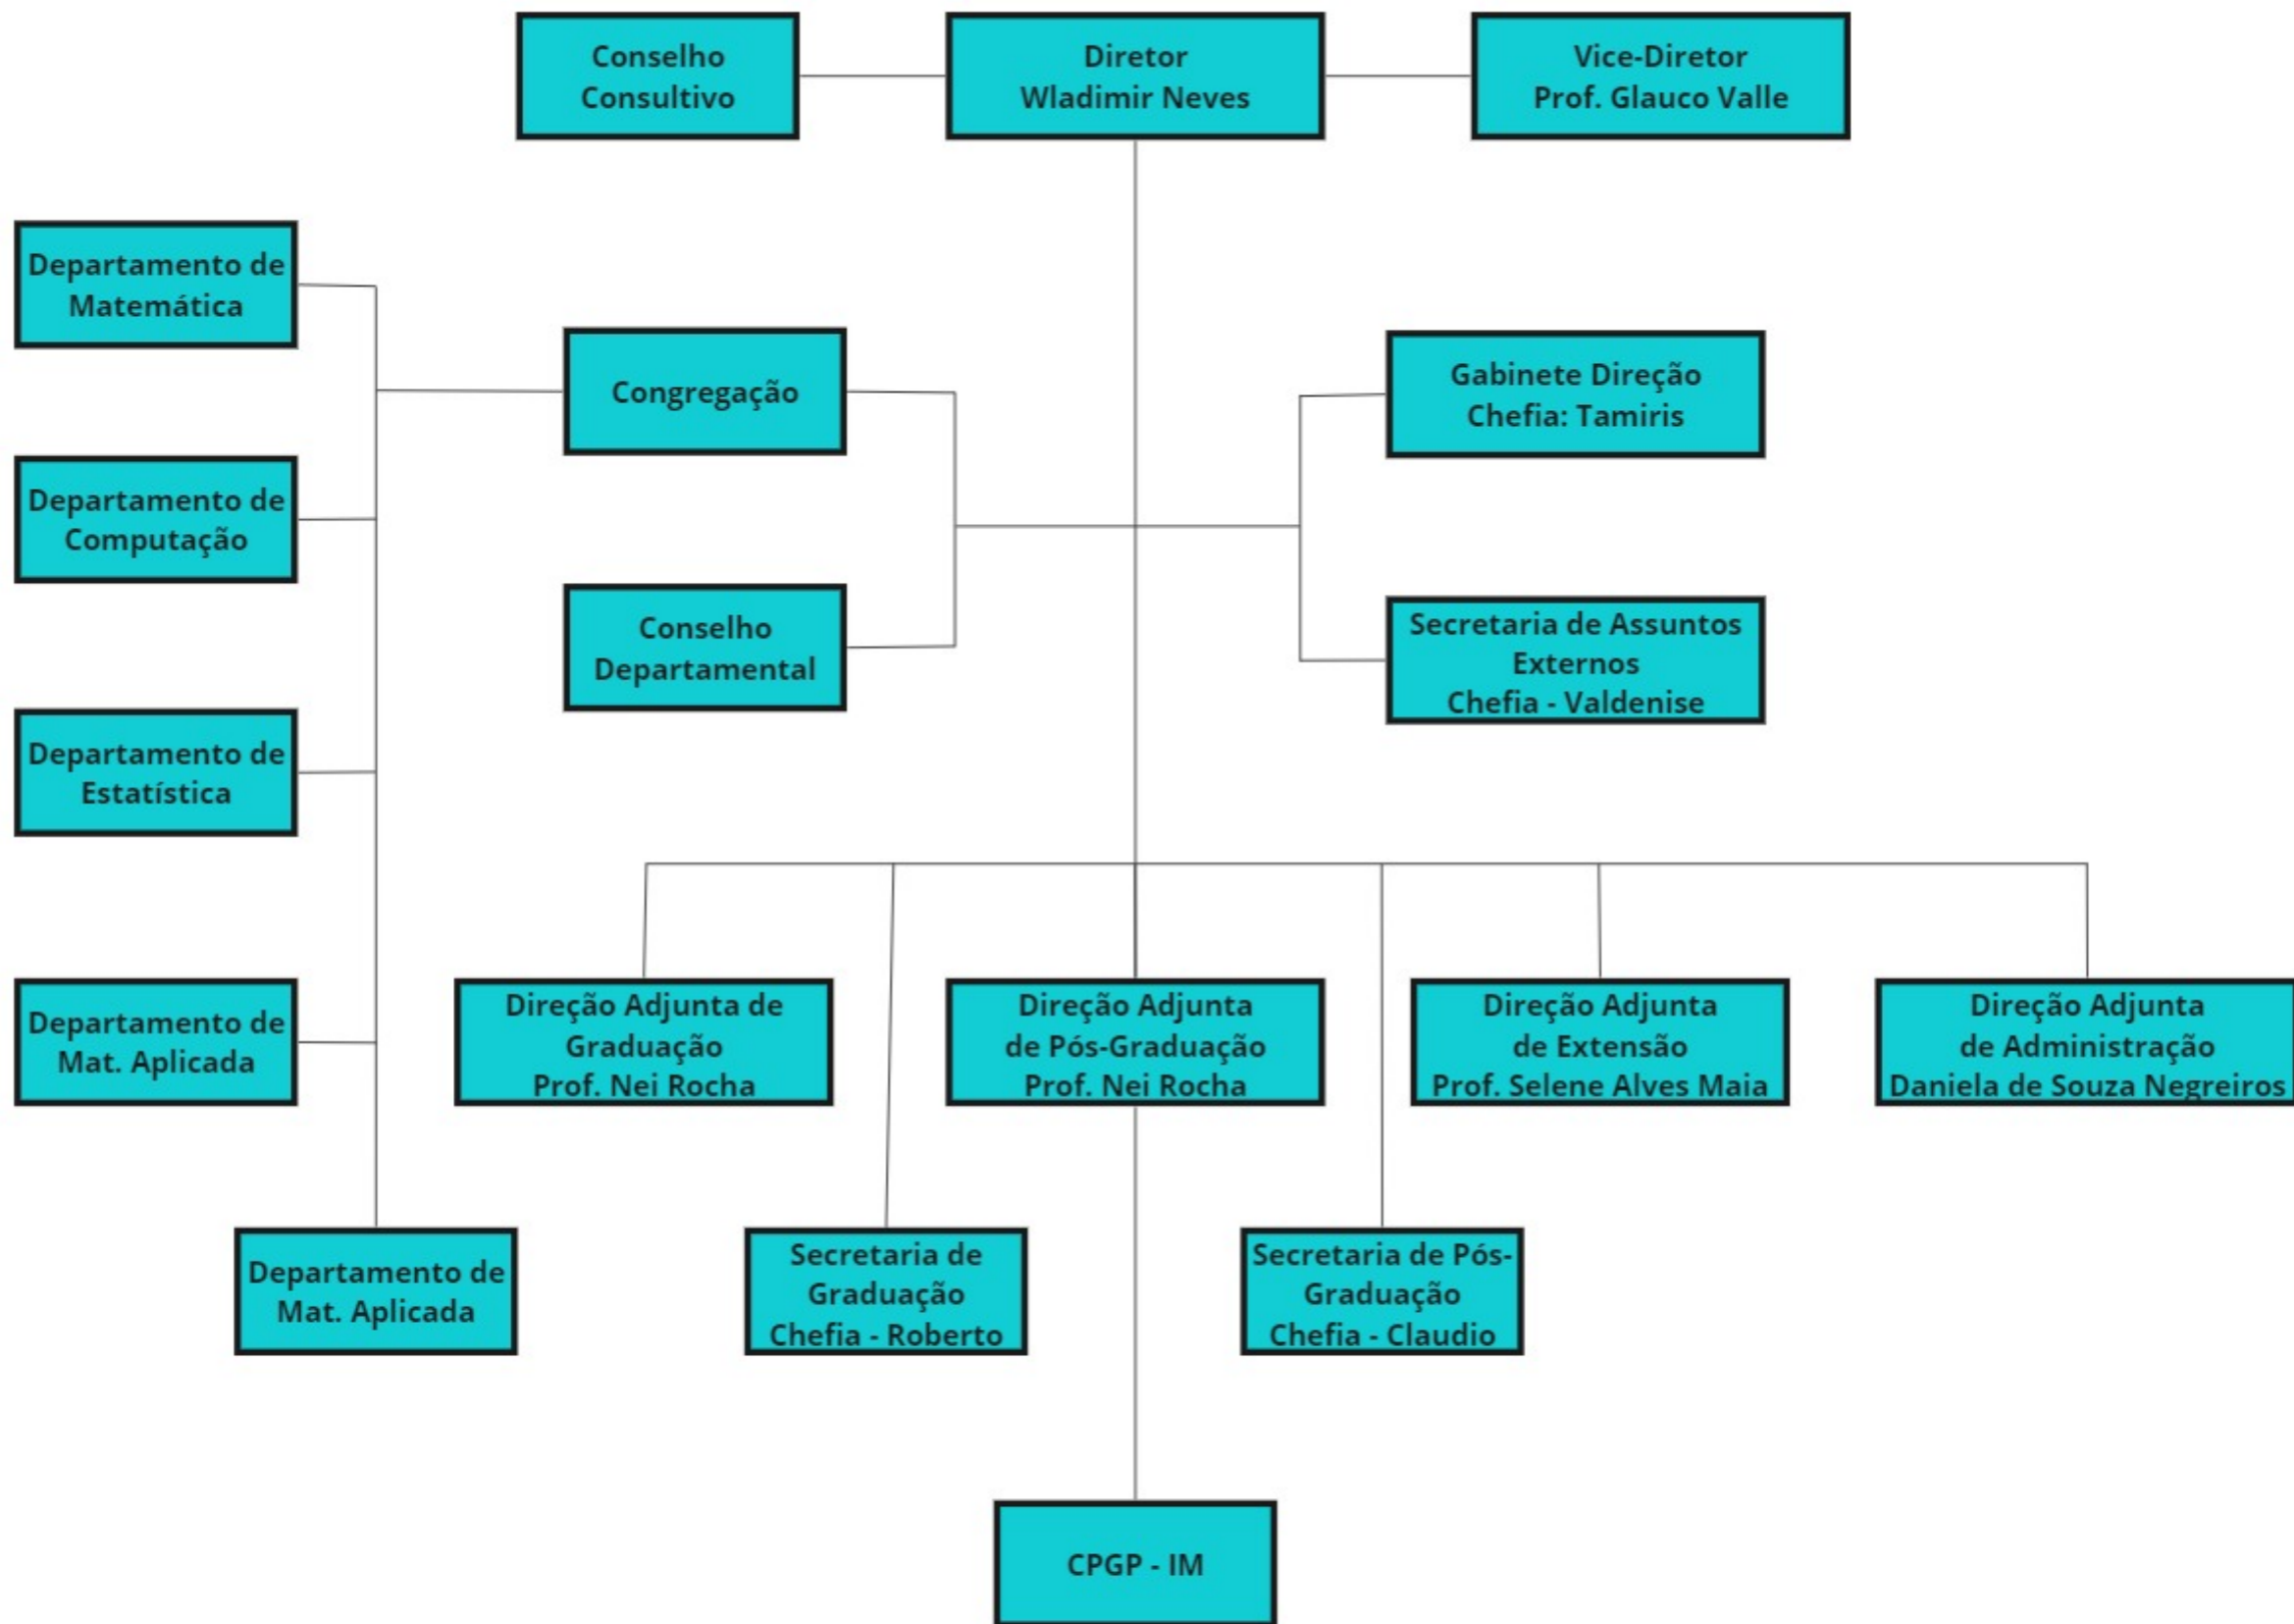 Conselho
Consultivo
Diretor
Wladimir Neves
Vice-Diretor
Prof. Glauco Valle
Departamento de
Matemática
Congregação
Gabinete Direção
Chefia: Tamiris
Departamento de
Computação
Conselho
Departamental
Secretaria de Assuntos
Externos
Chefia - Valdenise
Departamento de
Estatística
Departamento de
Mat. Aplicada
Direção Adjunta de
Graduação
Prof. Nei Rocha
Direção Adjunta
de Pós-Graduação
Prof. Nei Rocha
Direção Adjunta
de Extensão
Prof. Selene Alves Maia
Direção Adjunta
de Administração
Daniela de Souza Negreiros
Departamento de
Mat. Aplicada
Secretaria de
Graduação
Chefia - Roberto
Secretaria de Pós-
Graduação
Chefia - Claudio
CPGP - IM